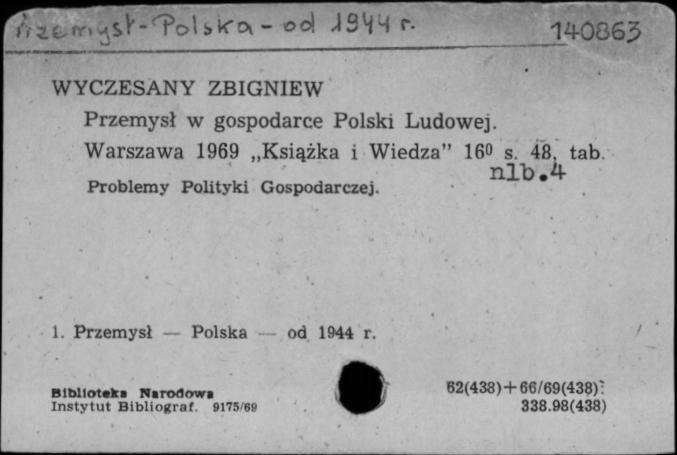 Przemysł - Polska - od 1944 r. 140863
WYCZESANY ZBIGNIEW
Przemysł w gospodarce Polski Ludowej.
Warszawa 1969 „Książka i Wiedza” 16⁰ s. 48, tab.
nlb.4
Problemy Polityki Gospodarczej.
1. Przemysł — Polska — od 1944 r.
Biblioteka Narodowa
Instytut Bibliograf. 9175/69
62(438)+66/69(438):
338.98(438)